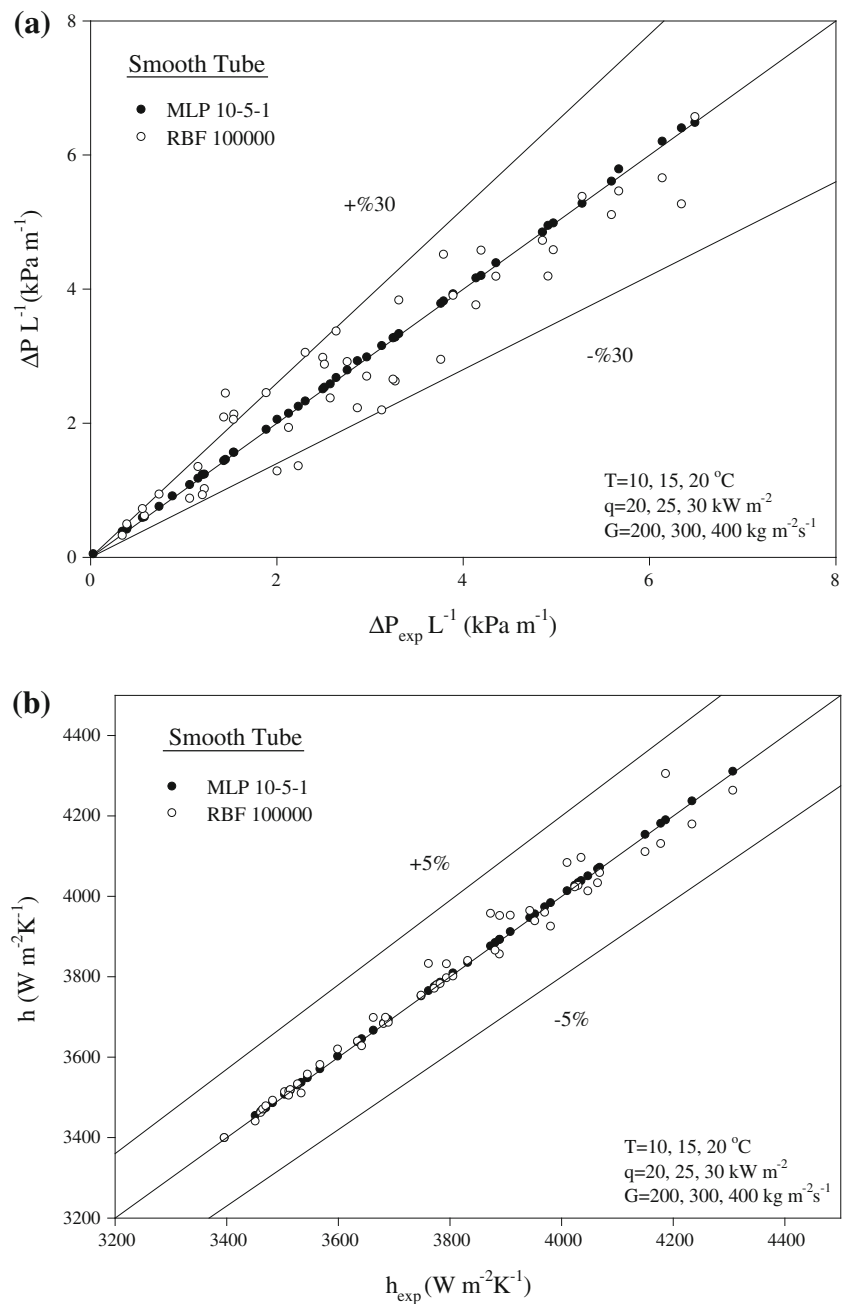 (a)
8
Smooth Tube
MLP 10-5-1
RBF 100000
6
+%30
ΔP L⁻¹ (kPa m⁻¹)
4
-%30
2
T=10, 15, 20 °C
q=20, 25, 30 kW m⁻²
G=200, 300, 400 kg m⁻²s⁻¹
0
0 2 4 6 8
ΔP_exp L⁻¹ (kPa m⁻¹)
(b)
4400
Smooth Tube
MLP 10-5-1
RBF 100000
4200
+5%
h (W m⁻²K⁻¹)
4000
3800
-5%
3600
3400
T=10, 15, 20 °C
q=20, 25, 30 kW m⁻²
G=200, 300, 400 kg m⁻²s⁻¹
3200
3200 3400 3600 3800 4000 4200 4400
h_exp (W m⁻²K⁻¹)